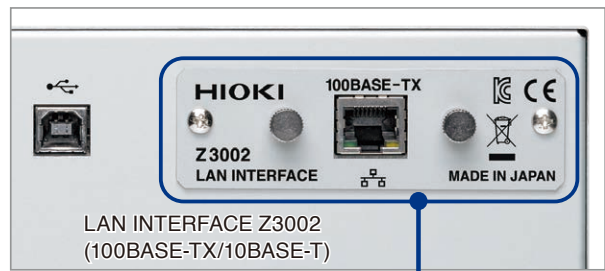 HIOKI
100BASE-TX
CE
Z3002
LAN INTERFACE
MADE IN JAPAN
LAN INTERFACE Z3002
(100BASE-TX/10BASE-T)